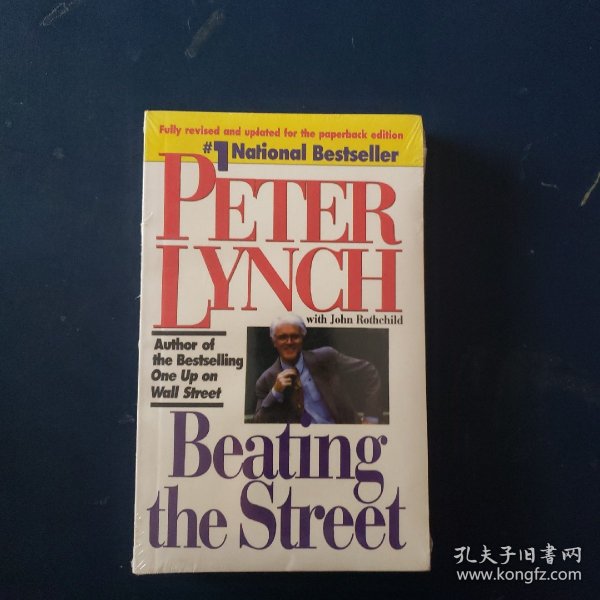 Fully revised and updated for the paperback edition
#1 National Bestseller
PETER
LYNCH
with John Rothchild
Author of
the Bestselling
One Up on
Wall Street
Beating
the Street
孔夫子旧書网
www.kongfz.com